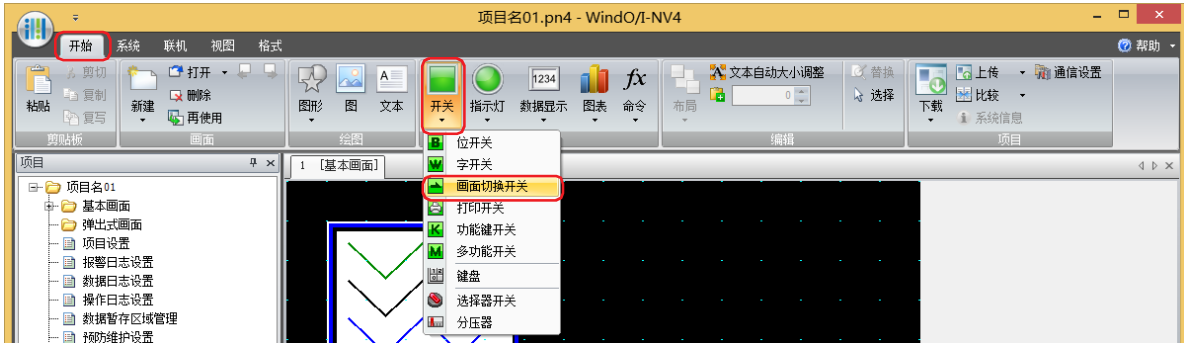 项目名01.pn4 - WindO/I-NV4
开始 系统 联机 视图 格式 帮助
粘贴 剪切 复制 复写 剪贴板
新建 打开 删除 再使用 画面
图形 图 A 文本 绘图
开关 指示灯 1234 数据显示 图表 fx 命令
布局 文本自动大小调整 0 替换 选择 编辑
下载 上传 比较 系统信息 通信设置 项目
项目
项目名01
基本画面
弹出式画面
项目设置
报警日志设置
数据日志设置
操作日志设置
数据暂存区域管理
预防维护设置
1 [基本画面]
B 位开关
W 字开关
画面切换开关
打印开关
K 功能键开关
M 多功能开关
键盘
选择器开关
分压器